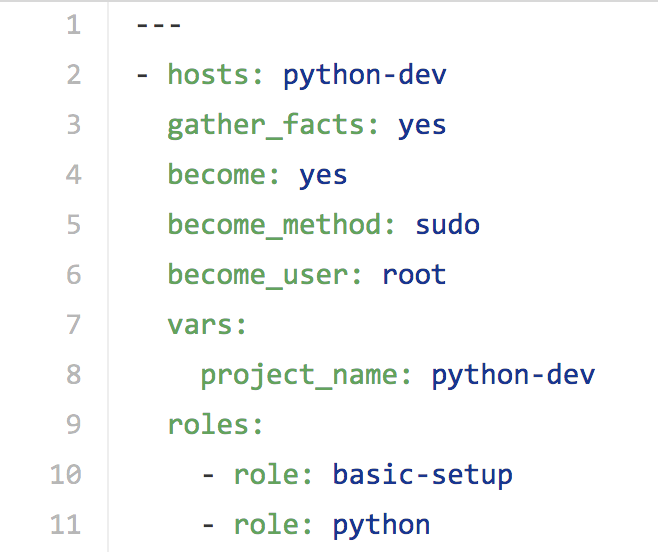 1 ---
2 - hosts: python-dev
3   gather_facts: yes
4   become: yes
5   become_method: sudo
6   become_user: root
7   vars:
8     project_name: python-dev
9   roles:
10     - role: basic-setup
11     - role: python